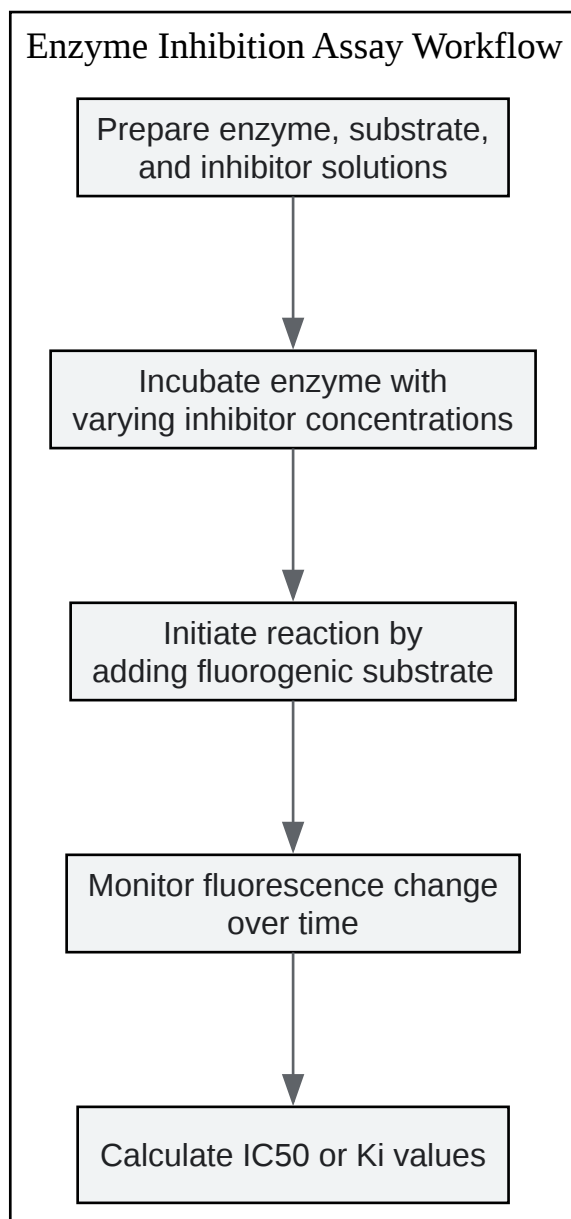 Enzyme Inhibition Assay Workflow
Prepare enzyme, substrate,
and inhibitor solutions
Incubate enzyme with
varying inhibitor concentrations
Initiate reaction by
adding fluorogenic substrate
Monitor fluorescence change
over time
Calculate IC50 or Ki values